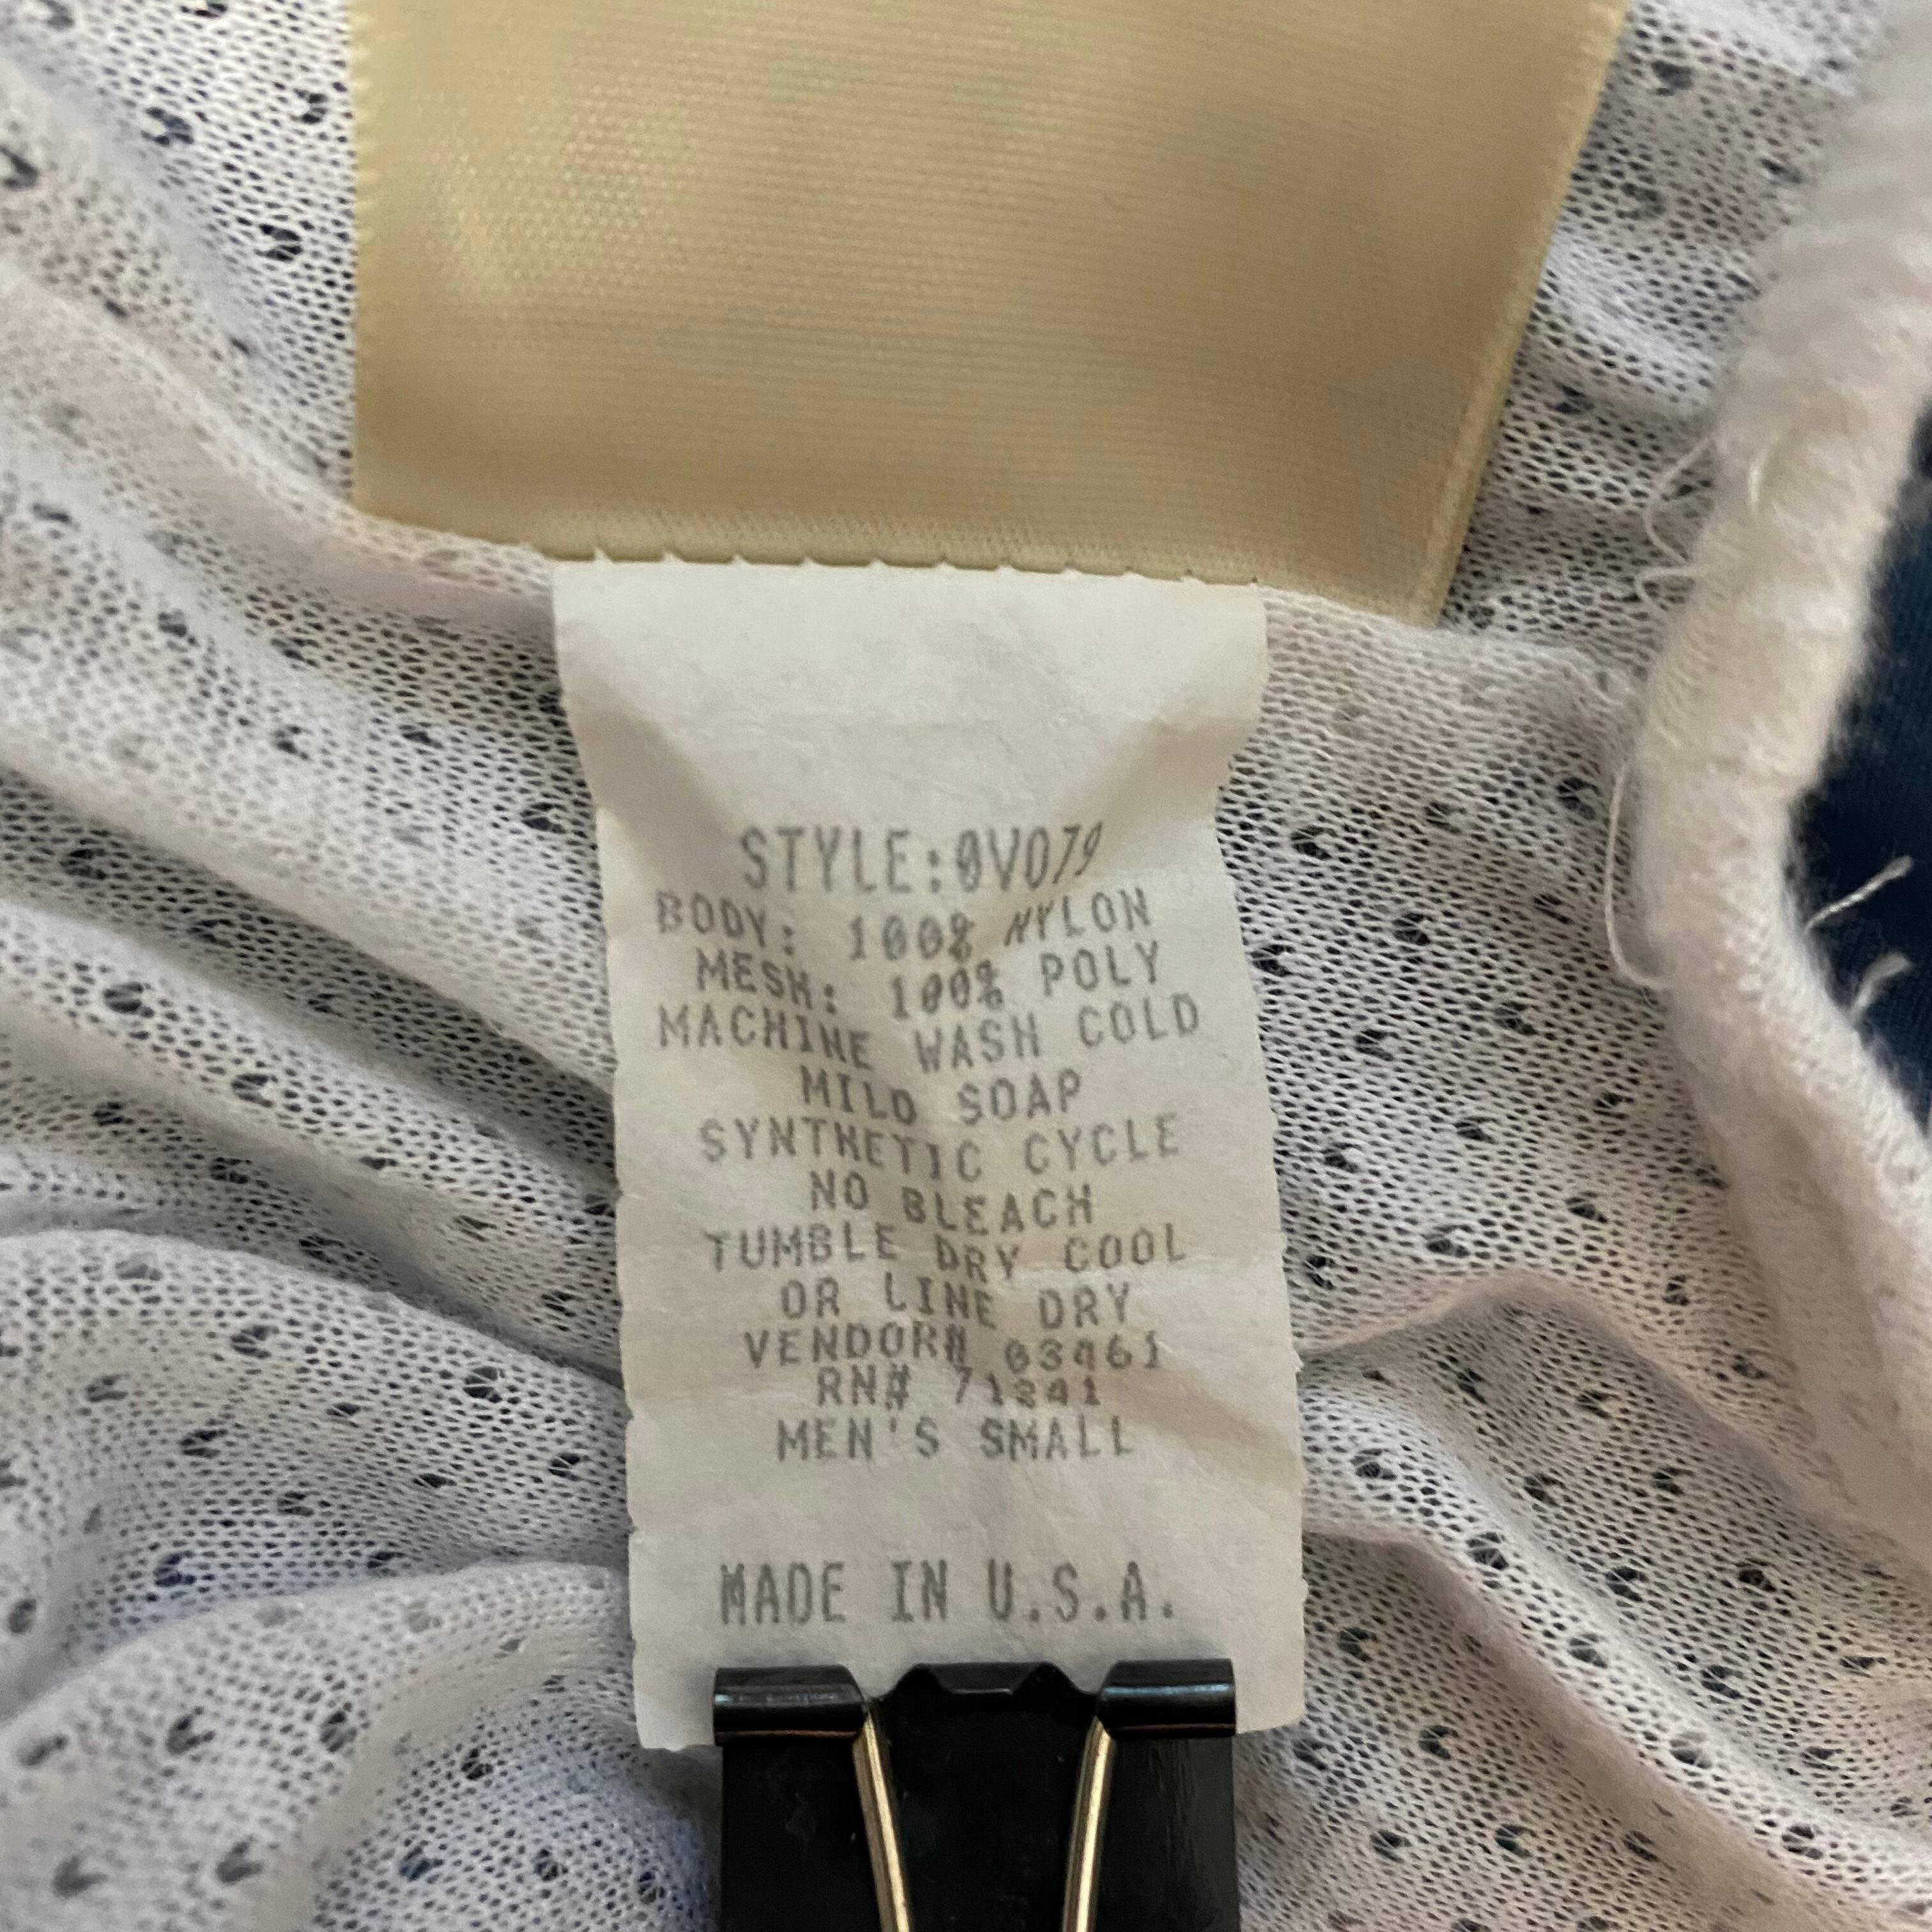 STYLE:0V079
BODY: 100% NYLON
MESH: 100% POLY
MACHINE WASH COLD
MILD SOAP
SYNTHETIC CYCLE
NO BLEACH
TUMBLE DRY COOL
OR LINE DRY
VENDOR# 03461
RN# 71341
MEN'S SMALL
MADE IN U.S.A.